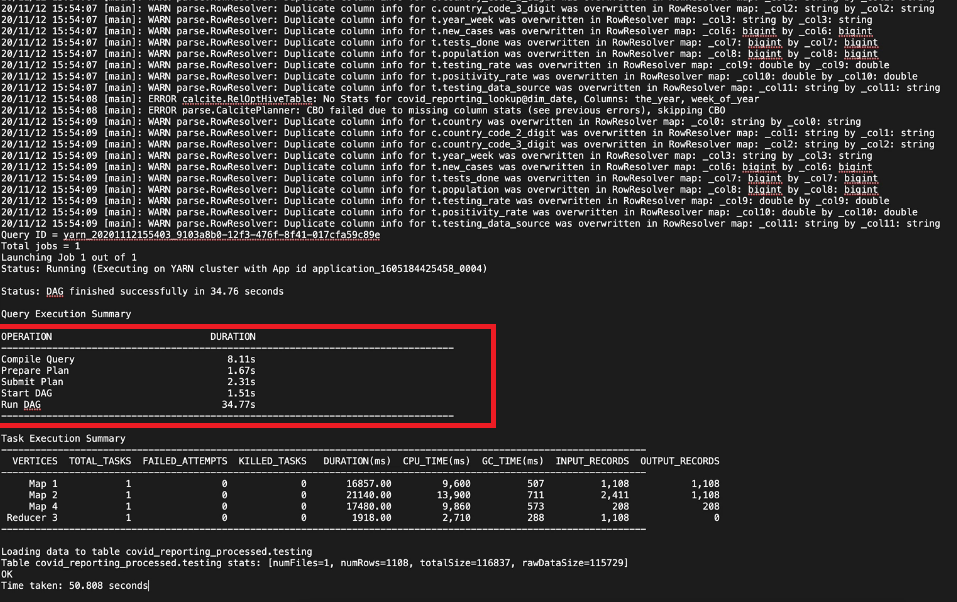 20/11/12 15:54:07 [main]: WARN parse.RowResolver: Duplicate column info for c.country_code_3_digit was overwritten in RowResolver map: _col2: string by _col2: string
20/11/12 15:54:07 [main]: WARN parse.RowResolver: Duplicate column info for t.year_week was overwritten in RowResolver map: _col3: string by _col3: string
20/11/12 15:54:07 [main]: WARN parse.RowResolver: Duplicate column info for t.new_cases was overwritten in RowResolver map: _col6: bigint by _col6: bigint
20/11/12 15:54:07 [main]: WARN parse.RowResolver: Duplicate column info for t.tests_done was overwritten in RowResolver map: _col7: bigint by _col7: bigint
20/11/12 15:54:07 [main]: WARN parse.RowResolver: Duplicate column info for t.population was overwritten in RowResolver map: _col8: bigint by _col8: bigint
20/11/12 15:54:07 [main]: WARN parse.RowResolver: Duplicate column info for t.testing_rate was overwritten in RowResolver map: _col9: double by _col9: double
20/11/12 15:54:07 [main]: WARN parse.RowResolver: Duplicate column info for t.positivity_rate was overwritten in RowResolver map: _col10: double by _col10: double
20/11/12 15:54:07 [main]: WARN parse.RowResolver: Duplicate column info for t.testing_data_source was overwritten in RowResolver map: _col11: string by _col11: string
20/11/12 15:54:08 [main]: ERROR calcite.RelOptHiveTable: No Stats for covid_reporting_lookup@dim_date, Columns: the_year, week_of_year
20/11/12 15:54:08 [main]: ERROR parse.CalcitePlanner: CBO failed due to missing column stats (see previous errors), skipping CBO
20/11/12 15:54:09 [main]: WARN parse.RowResolver: Duplicate column info for t.country was overwritten in RowResolver map: _col0: string by _col0: string
20/11/12 15:54:09 [main]: WARN parse.RowResolver: Duplicate column info for c.country_code_2_digit was overwritten in RowResolver map: _col1: string by _col1: string
20/11/12 15:54:09 [main]: WARN parse.RowResolver: Duplicate column info for c.country_code_3_digit was overwritten in RowResolver map: _col2: string by _col2: string
20/11/12 15:54:09 [main]: WARN parse.RowResolver: Duplicate column info for t.year_week was overwritten in RowResolver map: _col3: string by _col3: string
20/11/12 15:54:09 [main]: WARN parse.RowResolver: Duplicate column info for t.new_cases was overwritten in RowResolver map: _col6: bigint by _col6: bigint
20/11/12 15:54:09 [main]: WARN parse.RowResolver: Duplicate column info for t.tests_done was overwritten in RowResolver map: _col7: bigint by _col7: bigint
20/11/12 15:54:09 [main]: WARN parse.RowResolver: Duplicate column info for t.population was overwritten in RowResolver map: _col8: bigint by _col8: bigint
20/11/12 15:54:09 [main]: WARN parse.RowResolver: Duplicate column info for t.testing_rate was overwritten in RowResolver map: _col9: double by _col9: double
20/11/12 15:54:09 [main]: WARN parse.RowResolver: Duplicate column info for t.positivity_rate was overwritten in RowResolver map: _col10: double by _col10: double
20/11/12 15:54:09 [main]: WARN parse.RowResolver: Duplicate column info for t.testing_data_source was overwritten in RowResolver map: _col11: string by _col11: string
Query ID = yarn_20201112155403_9103a8b0-12f3-476f-8f41-017cfa59c89e
Total jobs = 1
Launching Job 1 out of 1
Status: Running (Executing on YARN cluster with App id application_1605184425458_0004)
Status: DAG finished successfully in 34.76 seconds
Query Execution Summary
OPERATION DURATION
Compile Query 8.11s
Prepare Plan 1.67s
Submit Plan 2.31s
Start DAG 1.51s
Run DAG 34.77s
Task Execution Summary
VERTICES TOTAL_TASKS FAILED_ATTEMPTS KILLED_TASKS DURATION(ms) CPU_TIME(ms) GC_TIME(ms) INPUT_RECORDS OUTPUT_RECORDS
Map 1 1 0 0 16857.00 9,600 507 1,108 1,108
Map 2 1 0 0 21140.00 13,900 711 2,411 1,108
Map 4 1 0 0 17480.00 9,860 573 208 208
Reducer 3 1 0 0 1918.00 2,710 288 1,108 0
Loading data to table covid_reporting_processed.testing
Table covid_reporting_processed.testing stats: [numFiles=1, numRows=1108, totalSize=116837, rawDataSize=115729]
OK
Time taken: 50.808 seconds